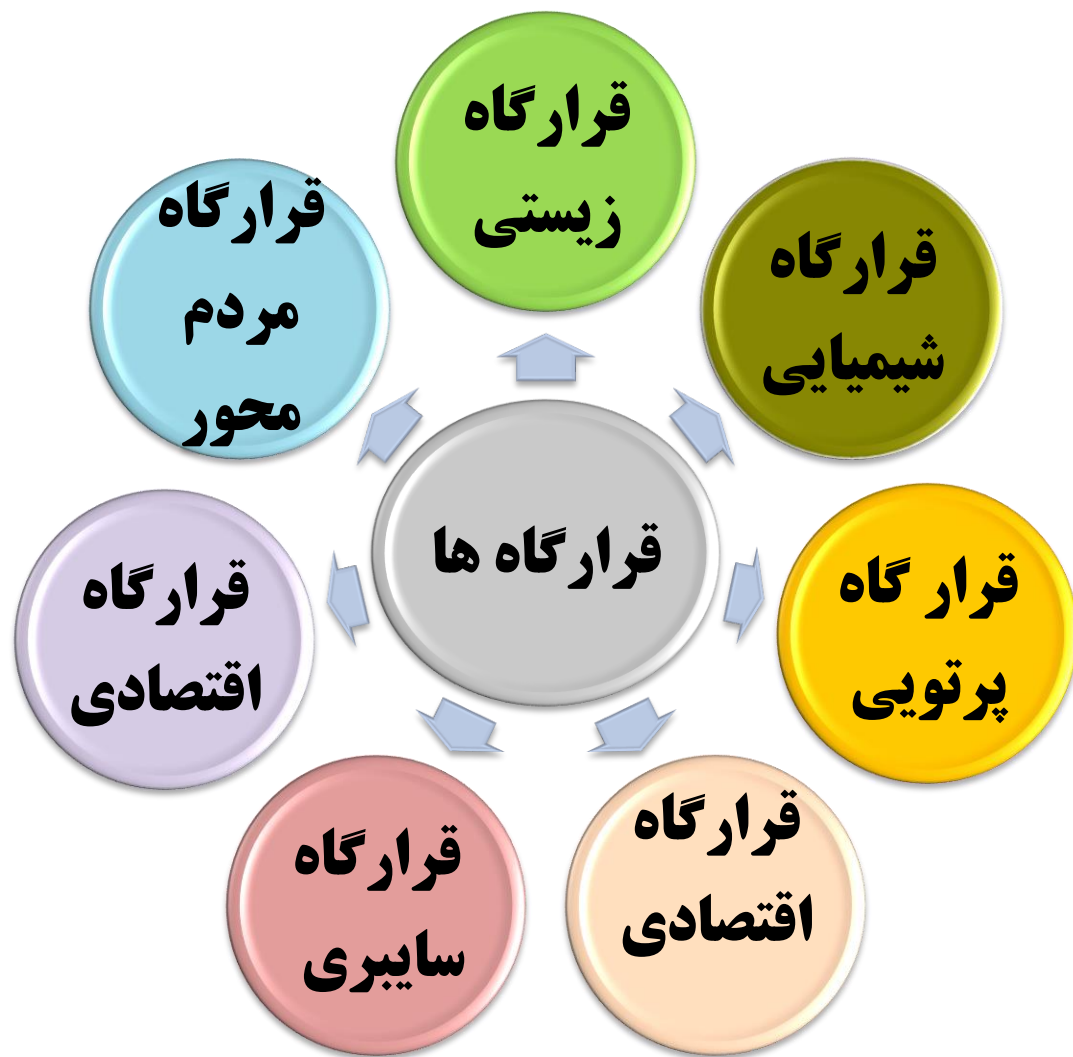 قرارگاه
زیستی
قرارگاه
شیمیایی
قرار گاه
پرتویی
قرارگاه
اقتصادی
قرارگاه
سایبری
قرارگاه
اقتصادی
قرارگاه
مردم
محور
قرارگاه ها